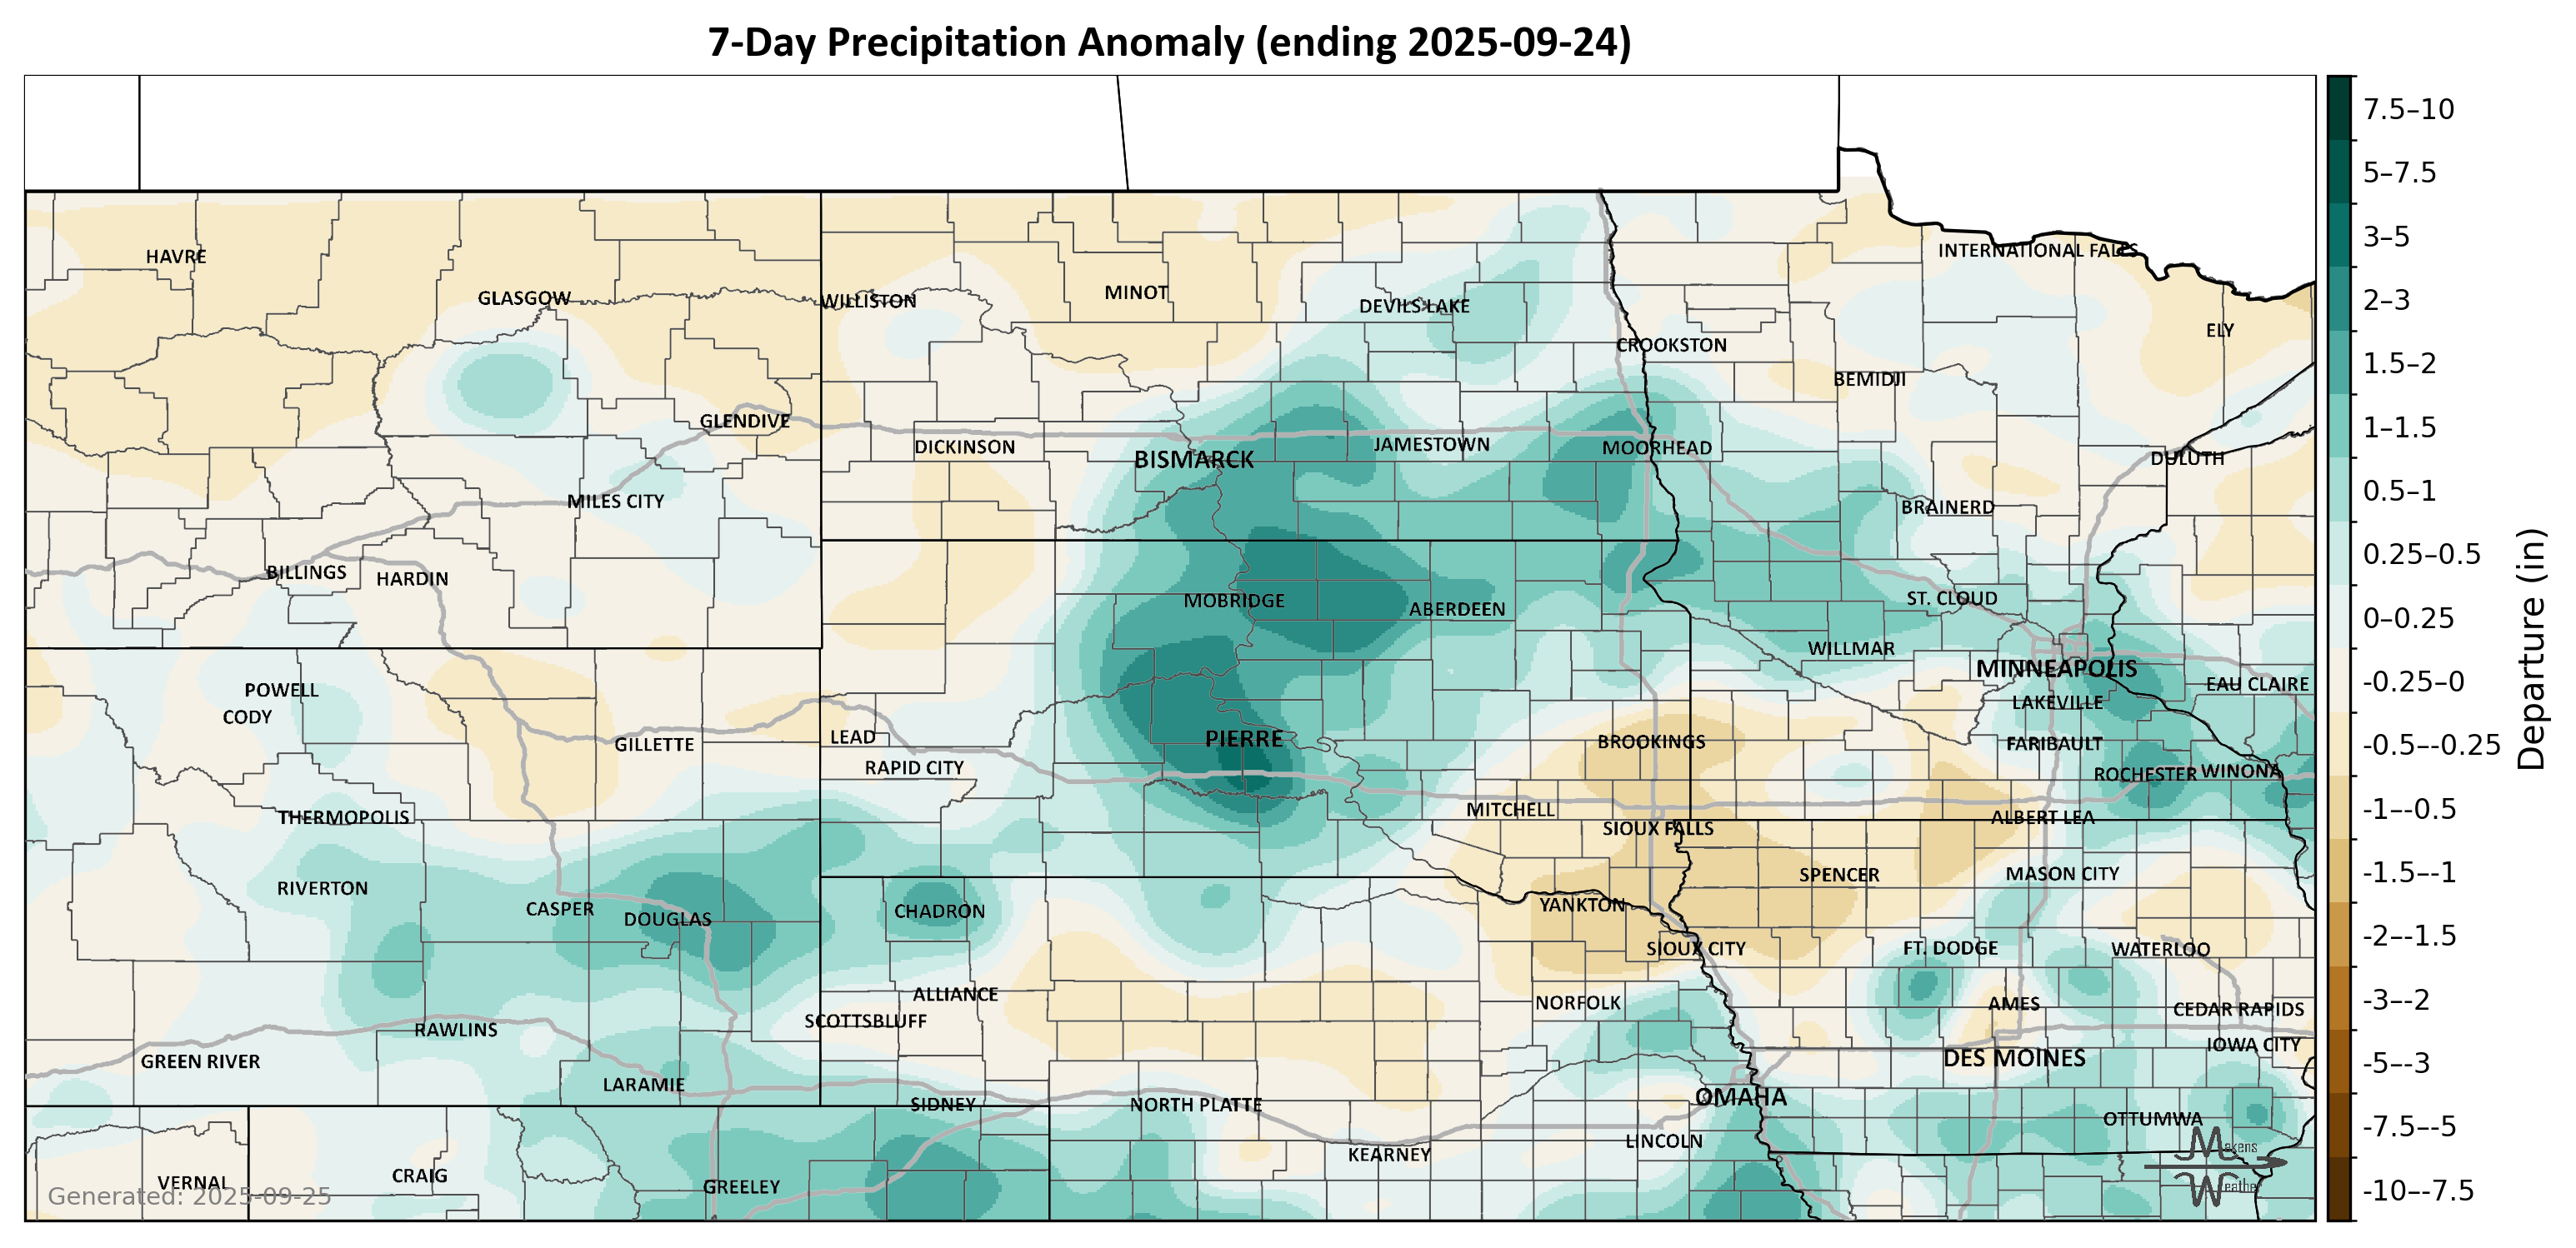 7-Day Precipitation Anomaly (ending 2025-09-24)
HAVRE
GLASGOW
WILLISTON
MINOT
DEVILS LAKE
INTERNATIONAL FALLS
ELY
CROOKSTON
BEMIDJI
GLENDIVE
DICKINSON
BISMARCK
JAMESTOWN
MOORHEAD
DULUTH
MILES CITY
BRAINERD
BILLINGS
HARDIN
MOBRIDGE
ABERDEEN
ST. CLOUD
WILLMAR
MINNEAPOLIS
EAU CLAIRE
POWELL
CODY
LAKEVILLE
GILLETTE
LEAD
PIERRE
BROOKINGS
FARIBAULT
RAPID CITY
ROCHESTER
WINONA
THERMOPOLIS
MITCHELL
ALBERT LEA
SIOUX FALLS
RIVERTON
SPENCER
MASON CITY
CASPER
DOUGLAS
CHADRON
YANKTON
SIOUX CITY
FT. DODGE
WATERLOO
ALLIANCE
NORFOLK
AMES
CEDAR RAPIDS
SCOTTSBLUFF
RAWLINS
GREEN RIVER
DES MOINES
IOWA CITY
LARAMIE
SIDNEY
NORTH PLATTE
OMAHA
OTTUMWA
LINCOLN
KEARNEY
VERNAL
CRAIG
GREELEY
Generated: 2025-09-25
Makens
Weather
7.5–10
5–7.5
3–5
2–3
1.5–2
1–1.5
0.5–1
0.25–0.5
0–0.25
-0.25–0
-0.5–-0.25
-1–-0.5
-1.5–-1
-2–-1.5
-3–-2
-5–-3
-7.5–-5
-10–-7.5
Departure (in)